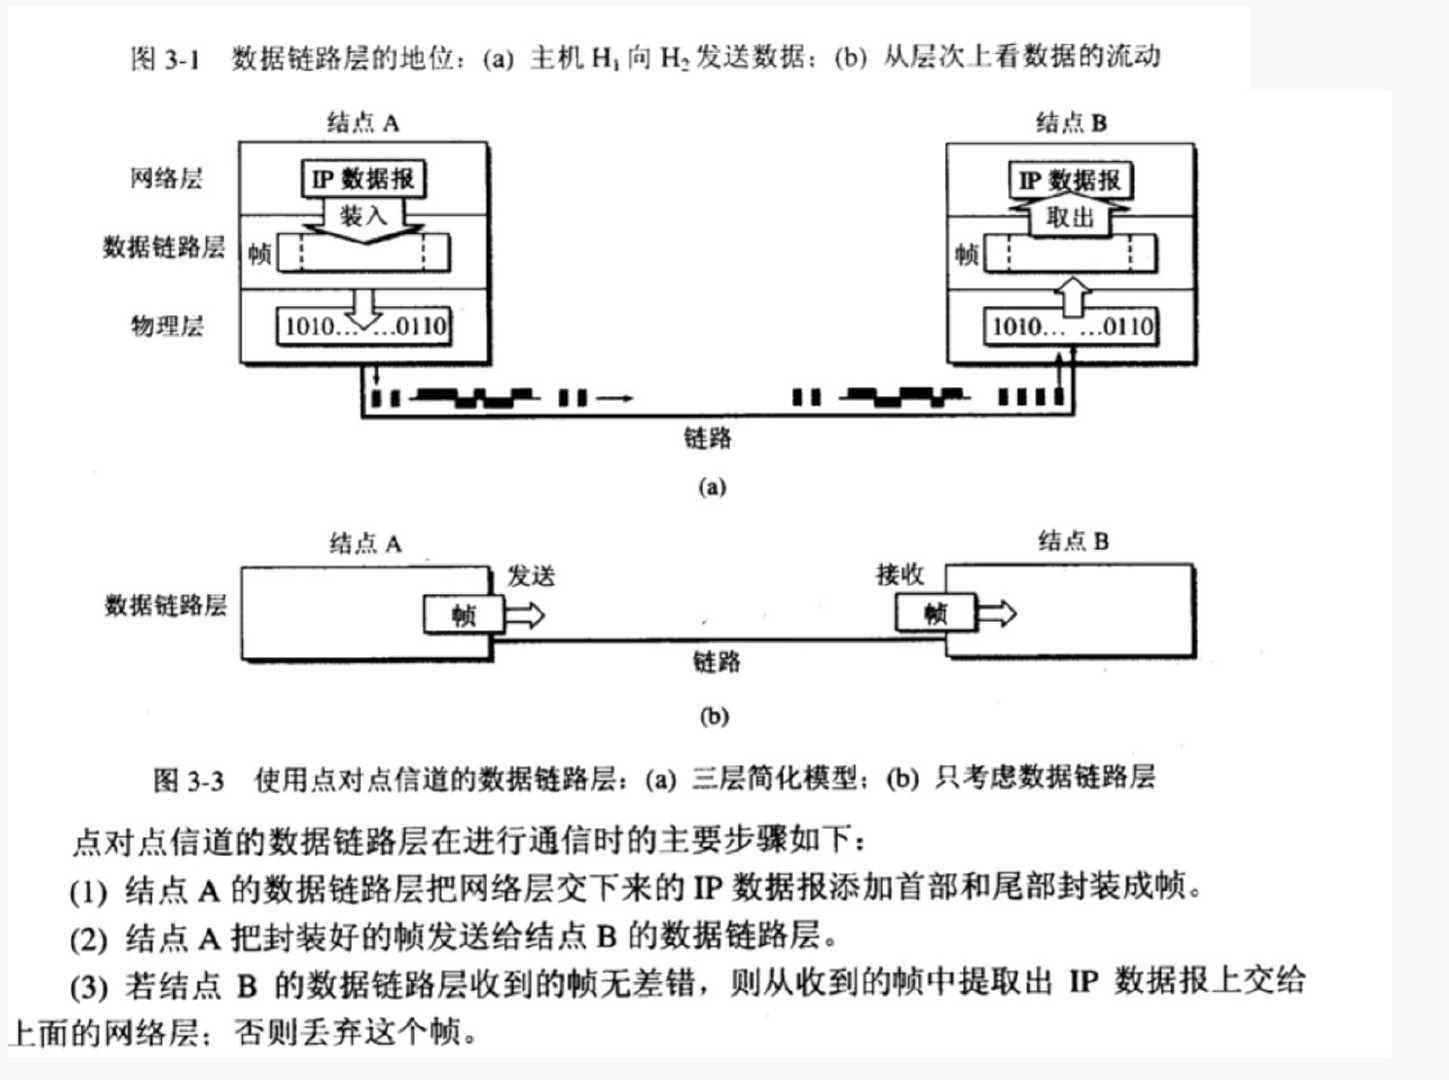 图 3-1 数据链路层的地位：(a) 主机 H₁ 向 H₂ 发送数据；(b) 从层次上看数据的流动
结点 A
结点 B
网络层
IP 数据报
IP 数据报
装入
取出
数据链路层
帧
帧
物理层
1010... ...0110
1010... ...0110
链路
(a)
结点 A
结点 B
发送
接收
数据链路层
帧
帧
链路
(b)
图 3-3 使用点对点信道的数据链路层：(a) 三层简化模型；(b) 只考虑数据链路层
点对点信道的数据链路层在进行通信时的主要步骤如下：
(1) 结点 A 的数据链路层把网络层交下来的 IP 数据报添加首部和尾部封装成帧。
(2) 结点 A 把封装好的帧发送给结点 B 的数据链路层。
(3) 若结点 B 的数据链路层收到的帧无差错，则从收到的帧中提取出 IP 数据报上交给
上面的网络层；否则丢弃这个帧。